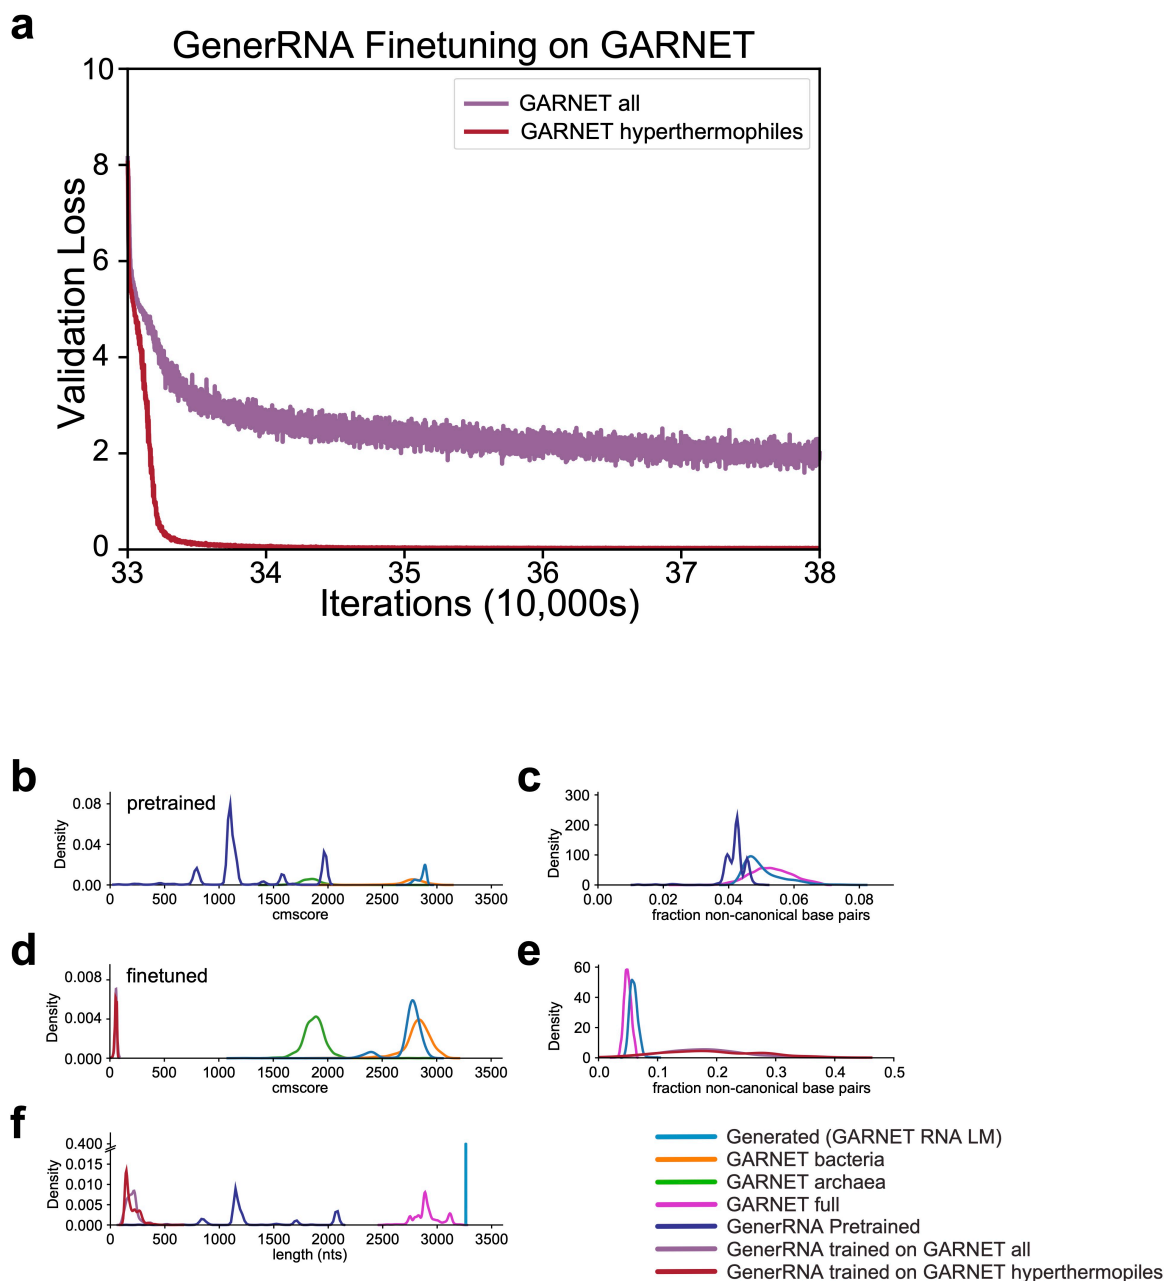 a
GenerRNA Finetuning on GARNET
10
8
6
4
2
0
Validation Loss
GARNET all
GARNET hyperthermophiles
33 34 35 36 37 38
Iterations (10,000s)
b
pretrained
0.08
0.04
0.00
Density
0 500 1000 1500 2000 2500 3000 3500
cmscore
c
300
200
100
0
Density
0.00 0.02 0.04 0.06 0.08
fraction non-canonical base pairs
d
finetuned
0.008
0.004
0.000
Density
0 500 1000 1500 2000 2500 3000 3500
cmscore
e
60
40
20
0
Density
0.0 0.1 0.2 0.3 0.4 0.5
fraction non-canonical base pairs
f
0.400
0.015
0.010
0.005
0.000
Density
0 500 1000 1500 2000 2500 3000 3500
length (nts)
Generated (GARNET RNA LM)
GARNET bacteria
GARNET archaea
GARNET full
GenerRNA Pretrained
GenerRNA trained on GARNET all
GenerRNA trained on GARNET hyperthermopiles